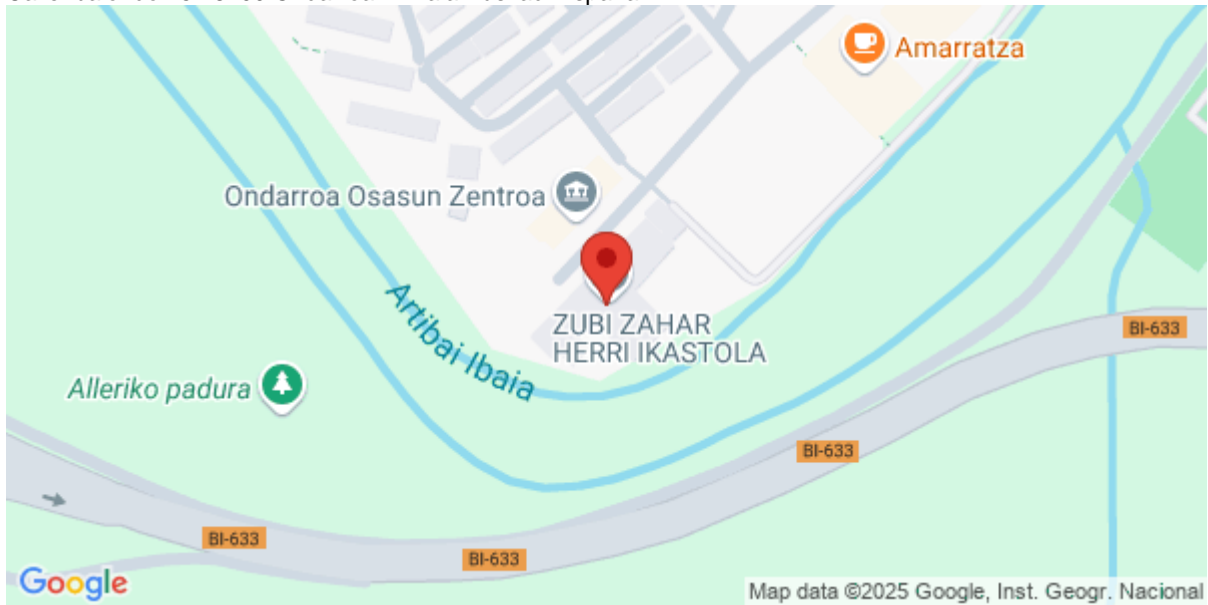 Amarratza
Ondarroa Osasun Zentroa
ZUBI ZAHAR
HERRI IKASTOLA
Artibai Ibaia
BI-633
Alleriko padura
BI-633
BI-633
BI-633
Google
Map data ©2025 Google, Inst. Geogr. Nacional